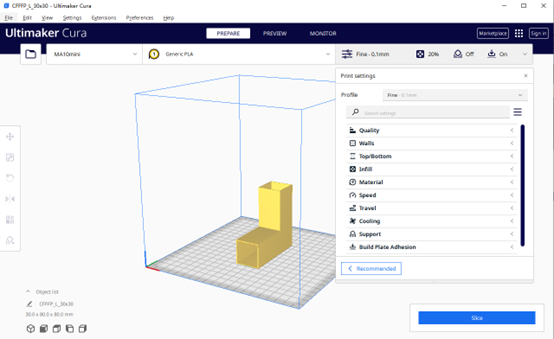 CFFFP_L_30x30 - Ultimaker Cura
File Edit View Settings Extensions Preferences Help
Ultimaker Cura
PREPARE PREVIEW MONITOR
Marketplace Sign in
MA10mini
1 Generic PLA
Fine - 0.1mm 20% Off On
Print settings ×
Profile Fine - 0.1mm
Search settings
Quality
Walls
Top/Bottom
Infill
Material
Speed
Travel
Cooling
Support
Build Plate Adhesion
Recommended
Object list
CFFFP_L_30x30
30.0 x 80.0 x 80.0 mm
Slice